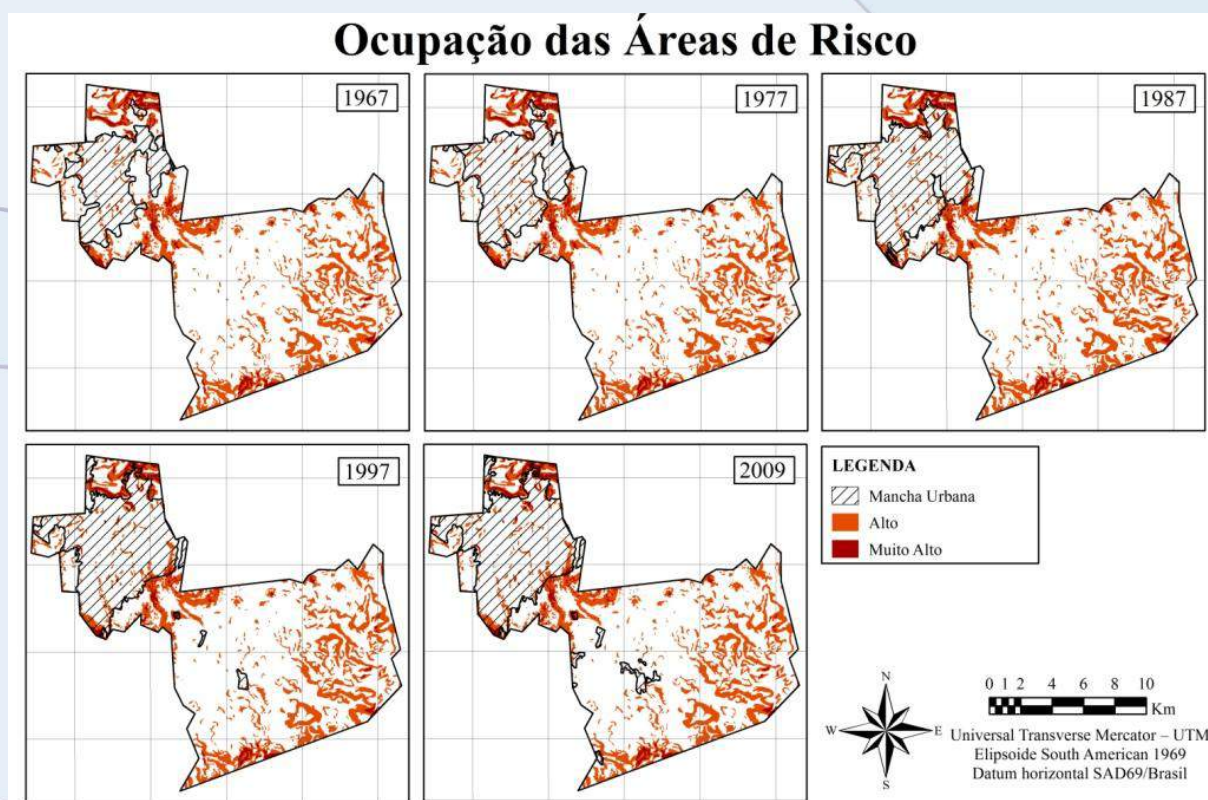 Ocupação das Áreas de Risco
1967
1977
1987
1997
2009
LEGENDA
Mancha Urbana
Alto
Muito Alto
N
W
E
S
0 1 2 4 6 8 10
Km
Universal Transverse Mercator – UTM
Elipsoide South American 1969
Datum horizontal SAD69/Brasil